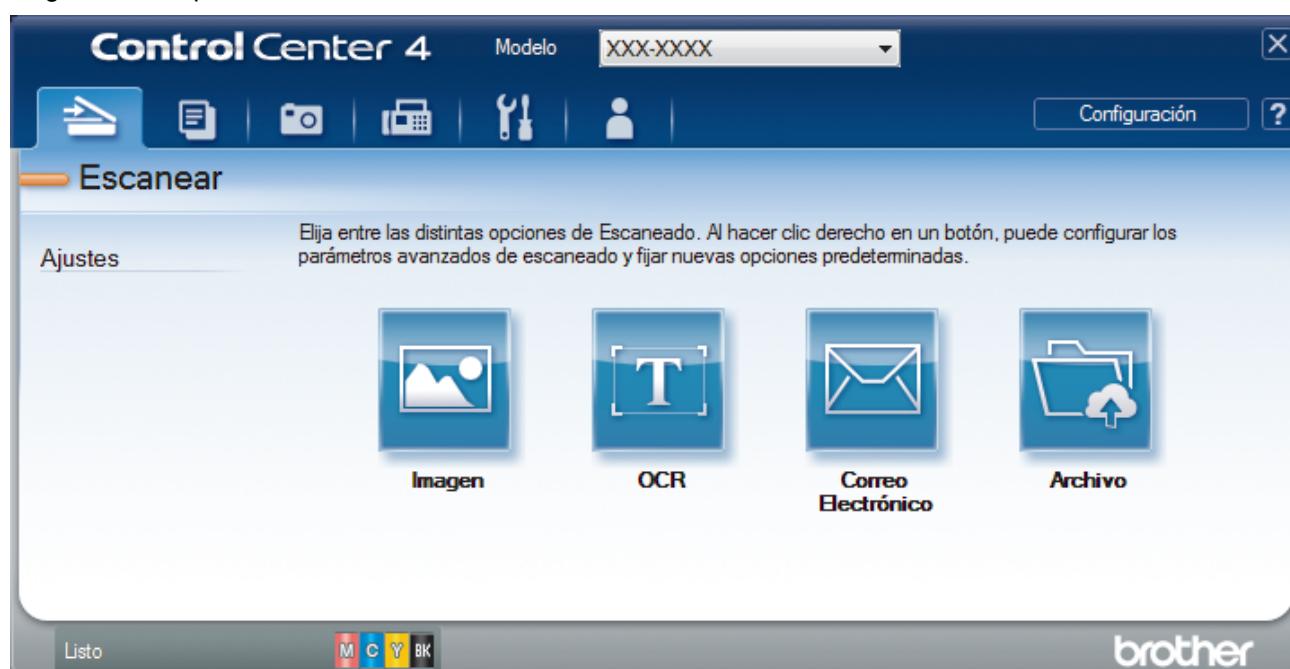 Control Center 4
Modelo
XXX-XXXX
Configuración
?
Escanear
Ajustes
Elija entre las distintas opciones de Escaneado. Al hacer clic derecho en un botón, puede configurar los
parámetros avanzados de escaneado y fijar nuevas opciones predeterminadas.
T
Imagen
OCR
Correo
Electrónico
Archivo
Listo
M C Y BK
brother